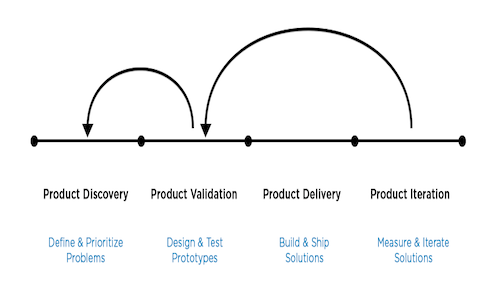 Product Discovery
Product Validation
Product Delivery
Product Iteration
Define & Prioritize
Problems
Design & Test
Prototypes
Build & Ship
Solutions
Measure & Iterate
Solutions